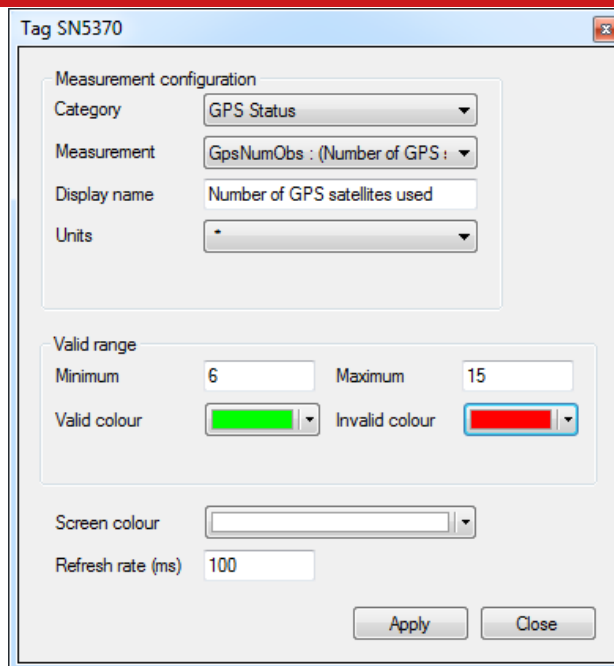 Tag SN5370
Measurement configuration
Category GPS Status
Measurement GpsNumObs : (Number of GPS :
Display name Number of GPS satellites used
Units *
Valid range
Minimum 6 Maximum 15
Valid colour Invalid colour
Screen colour
Refresh rate (ms) 100
Apply Close